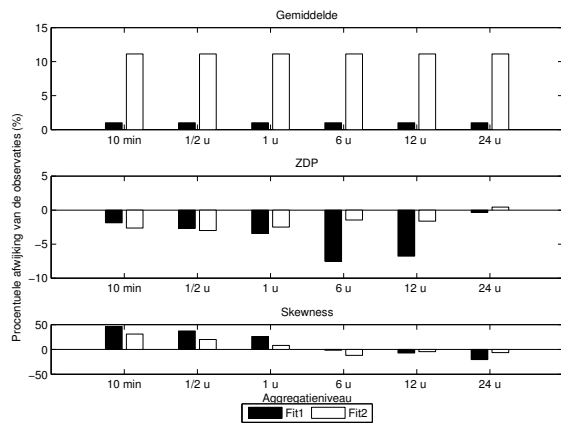 Gemiddelde
15
10
5
0
10 min 1/2 u 1 u 6 u 12 u 24 u
Procentuele afwijking van de observaties (%)
ZDP
5
0
−5
−10
10 min 1/2 u 1 u 6 u 12 u 24 u
Skewness
50
0
−50
10 min 1/2 u 1 u 6 u 12 u 24 u
Aggregatieniveau
Fit1 Fit2